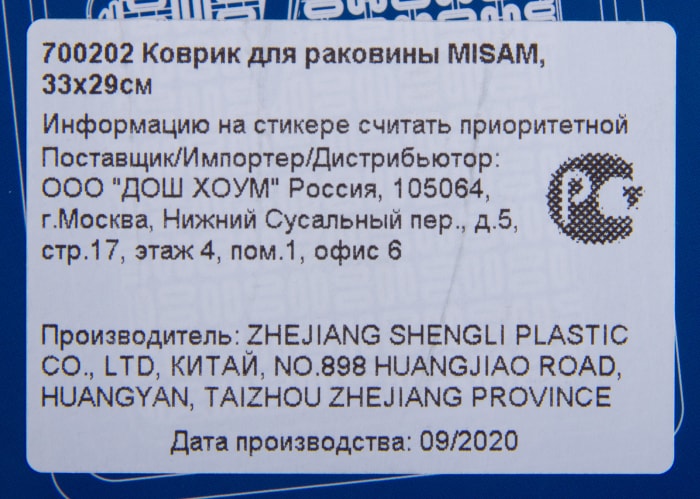 700202 Коврик для раковины MISAM,
33x29см
Информацию на стикере считать приоритетной
Поставщик/Импортер/Дистрибьютор:
ООО "ДОШ ХОУМ" Россия, 105064,
г.Москва, Нижний Сусальный пер., д.5,
стр.17, этаж 4, пом.1, офис 6
Производитель: ZHEJIANG SHENGLI PLASTIC
CO., LTD, КИТАЙ, NO.898 HUANGJIAO ROAD,
HUANGYAN, TAIZHOU ZHEJIANG PROVINCE
Дата производства: 09/2020